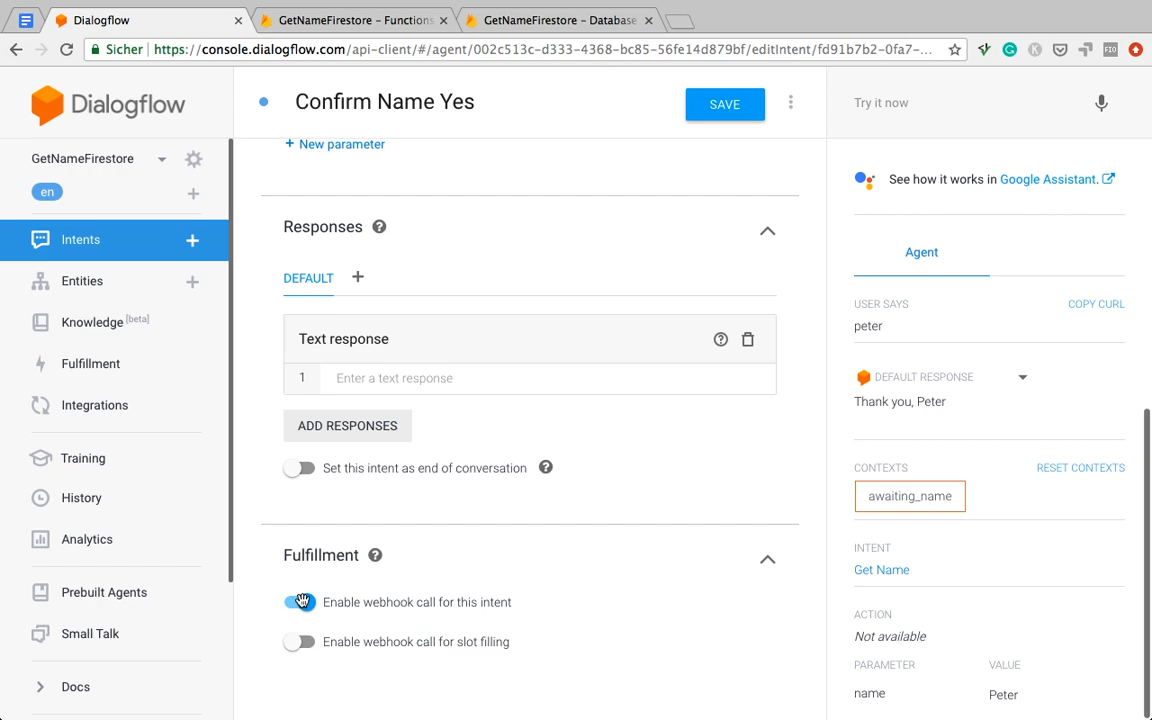 Dialogflow
GetNameFirestore - Functions
GetNameFirestore - Database
Sicher
https://console.dialogflow.com/api-client/#/agent/002c513c-d333-4368-bc85-56fe14d879bf/editIntent/fd91b7b2-0fa7-...
FIO
Dialogflow
Confirm Name Yes
SAVE
Try it now
GetNameFirestore
en
Intents
Entities
Knowledge [beta]
Fulfillment
Integrations
Training
History
Analytics
Prebuilt Agents
Small Talk
Docs
+ New parameter
Responses
DEFAULT
Text response
1 Enter a text response
ADD RESPONSES
Set this intent as end of conversation
Fulfillment
Enable webhook call for this intent
Enable webhook call for slot filling
See how it works in Google Assistant.
Agent
USER SAYS COPY CURL
peter
DEFAULT RESPONSE
Thank you, Peter
CONTEXTS RESET CONTEXTS
awaiting_name
INTENT
Get Name
ACTION
Not available
PARAMETER VALUE
name Peter